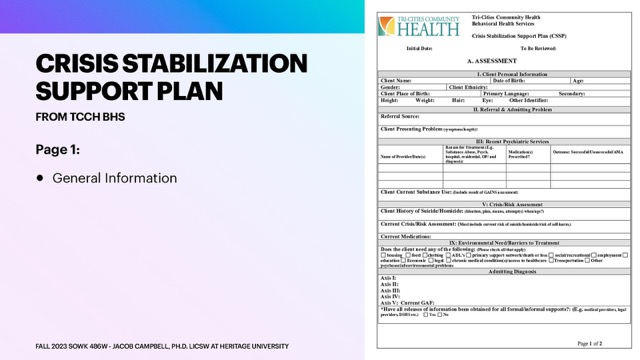 CRISIS STABILIZATION
SUPPORT PLAN
FROM TCCH BHS
Page 1:
• General Information
FALL 2023 SOWK 486W - JACOB CAMPBELL, PH.D. LICSW AT HERITAGE UNIVERSITY
TRI-CITIES COMMUNITY
HEALTH
Tri-Cities Community Health
Behavioral Health Services
Crisis Stabilization Support Plan (CSSP)
Initial Date: To Be Reviewed:
A. ASSESSMENT
I. Client Personal Information
Client Name: Date of Birth: Age:
Gender: Client Ethnicity:
Client Place of Birth: Primary Language: Secondary:
Height: Weight: Hair: Eye: Other Identifier:
II. Referral & Admitting Problem
Referral Source:
Client Presenting Problem (symptoms/length):
III: Recent Psychiatric Services
Name of Provider/Date(s): Reason for Treatment (E.g. Substance Abuse, Psych. hospital, residential, OP/ and diagnosis Medication(s) Prescribed? Outcome: Successful/Unsuccessful/AMA
Client Current Substance Use: (Include result of GAINS assessment)
V: Crisis/Risk Assessment
Client History of Suicide/Homicide: (Ideation, plan, means, attempt(s) when/age?)
Current Crisis/Risk Assessment: (Must include current risk of suicide/homicide/risk of self-harm.)
Current Medications:
IX: Environmental Need/Barriers to Treatment
Does the client need any of the following: (Please check all that apply)
☐ housing ☐ food ☐ clothing ☐ ADL's ☐ primary support network/death or loss ☐ social/recreational ☐ employment ☐
education ☐ Economic ☐ legal ☐ chronic medical condition(s)/access to healthcare ☐ Transportation ☐ Other
psychosocial/environmental problems
Admitting Diagnosis
Axis I:
Axis II:
Axis III:
Axis IV:
Axis V: Current GAF:
*Have all releases of information been obtained for all formal/informal supports?: (E.g. medical providers, legal
providers, DSHS etc.) ☐ Yes ☐ No
Page 1 of 2